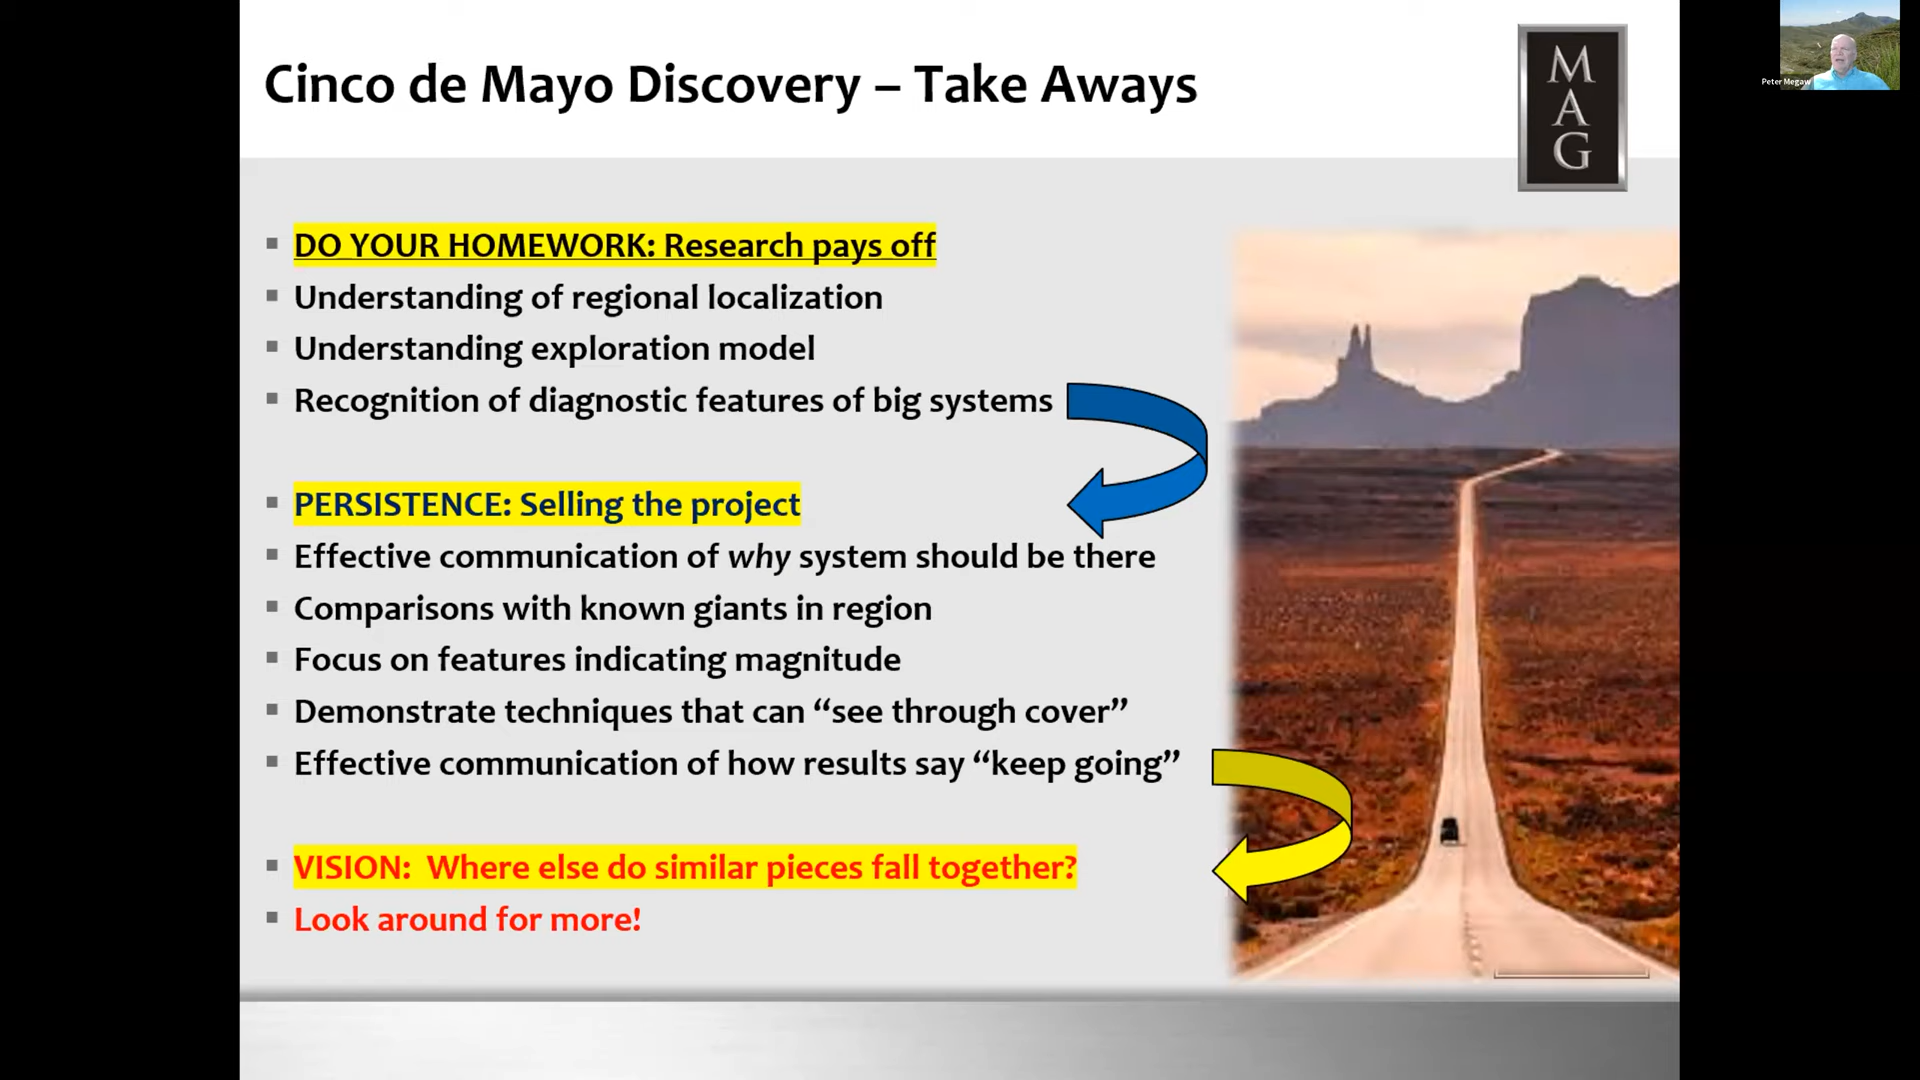 Cinco de Mayo Discovery – Take Aways
M
A
G
Peter Megaw
DO YOUR HOMEWORK: Research pays off
Understanding of regional localization
Understanding exploration model
Recognition of diagnostic features of big systems
PERSISTENCE: Selling the project
Effective communication of why system should be there
Comparisons with known giants in region
Focus on features indicating magnitude
Demonstrate techniques that can “see through cover”
Effective communication of how results say “keep going”
VISION:  Where else do similar pieces fall together?
Look around for more!